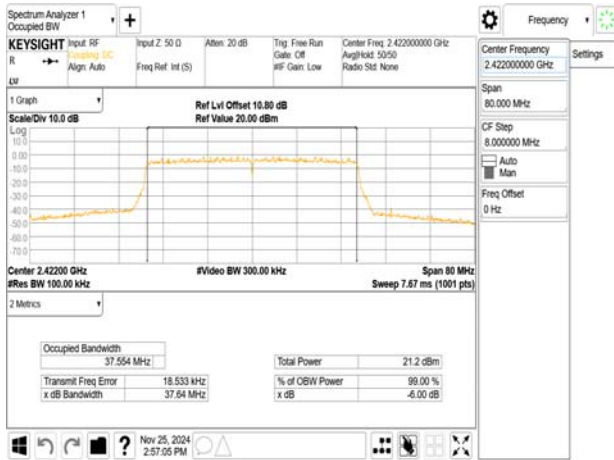 Spectrum Analyzer 1
Occupied BW
+
Frequency
KEYSIGHT
R
Input: RF
Coupling: DC
Align: Auto
Input Z: 50 Ω
Freq Ref: Int (S)
Atten: 20 dB
Trig: Free Run
Gate: Off
#IF Gain: Low
Center Freq: 2.422000000 GHz
Avg|Hold: 50/50
Radio Std: None
1 Graph
Scale/Div 10.0 dB
Ref Lvl Offset 10.80 dB
Ref Value 20.00 dBm
Log
10.0
0.00
-10.0
-20.0
-30.0
-40.0
-50.0
-60.0
-70.0
Center 2.42200 GHz
#Res BW 100.00 kHz
#Video BW 300.00 kHz
Span 80 MHz
Sweep 7.67 ms (1001 pts)
2 Metrics
Occupied Bandwidth
37.554 MHz
Total Power 21.2 dBm
Transmit Freq Error 18.533 kHz
% of OBW Power 99.00 %
x dB Bandwidth 37.64 MHz
x dB -6.00 dB
Center Frequency
2.422000000 GHz
Settings
Span
80.000 MHz
CF Step
8.000000 MHz
Auto
Man
Freq Offset
0 Hz
?
Nov 25, 2024
2:57:05 PM